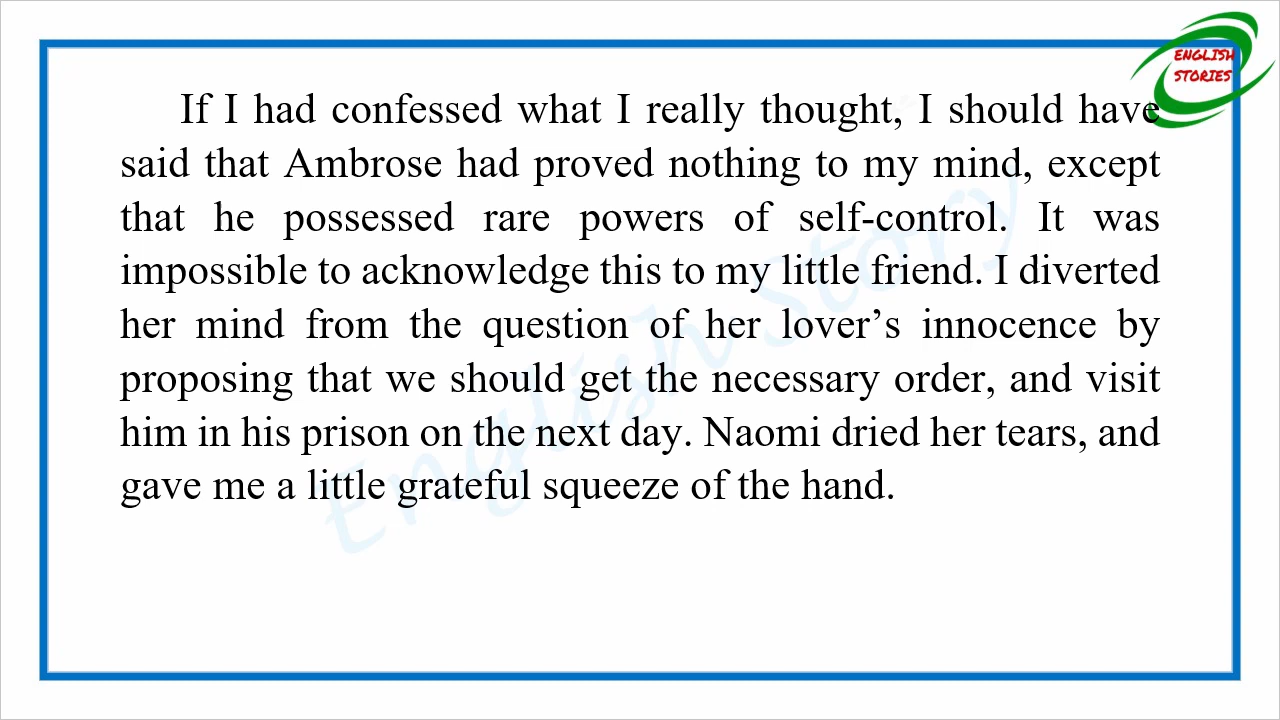 ENGLISH
STORIES
If I had confessed what I really thought, I should have
said that Ambrose had proved nothing to my mind, except
that he possessed rare powers of self-control. It was
impossible to acknowledge this to my little friend. I diverted
her mind from the question of her lover’s innocence by
proposing that we should get the necessary order, and visit
him in his prison on the next day. Naomi dried her tears, and
gave me a little grateful squeeze of the hand.
English Story